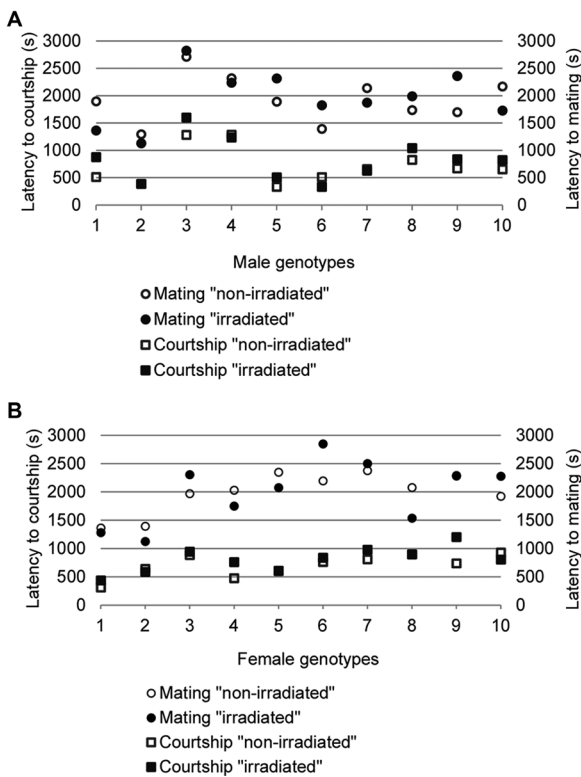 A
Latency to courtship (s)
3000
2500
2000
1500
1000
500
0
3000
2500
2000
1500
1000
500
0
Latency to mating (s)
1 2 3 4 5 6 7 8 9 10
Male genotypes
Mating "non-irradiated"
Mating "irradiated"
Courtship "non-irradiated"
Courtship "irradiated"
B
Latency to courtship (s)
3000
2500
2000
1500
1000
500
0
3000
2500
2000
1500
1000
500
0
Latency to mating (s)
1 2 3 4 5 6 7 8 9 10
Female genotypes
Mating "non-irradiated"
Mating "irradiated"
Courtship "non-irradiated"
Courtship "irradiated"